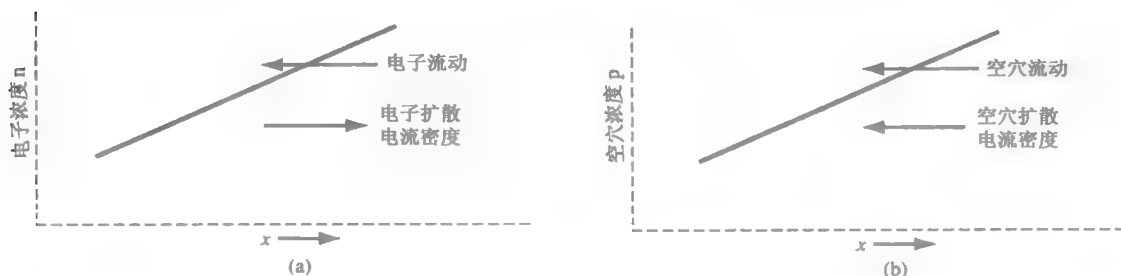 电子浓度 n
电子流动
电子扩散
电流密度
x
(a)
空穴浓度 p
空穴流动
空穴扩散
电流密度
x
(b)